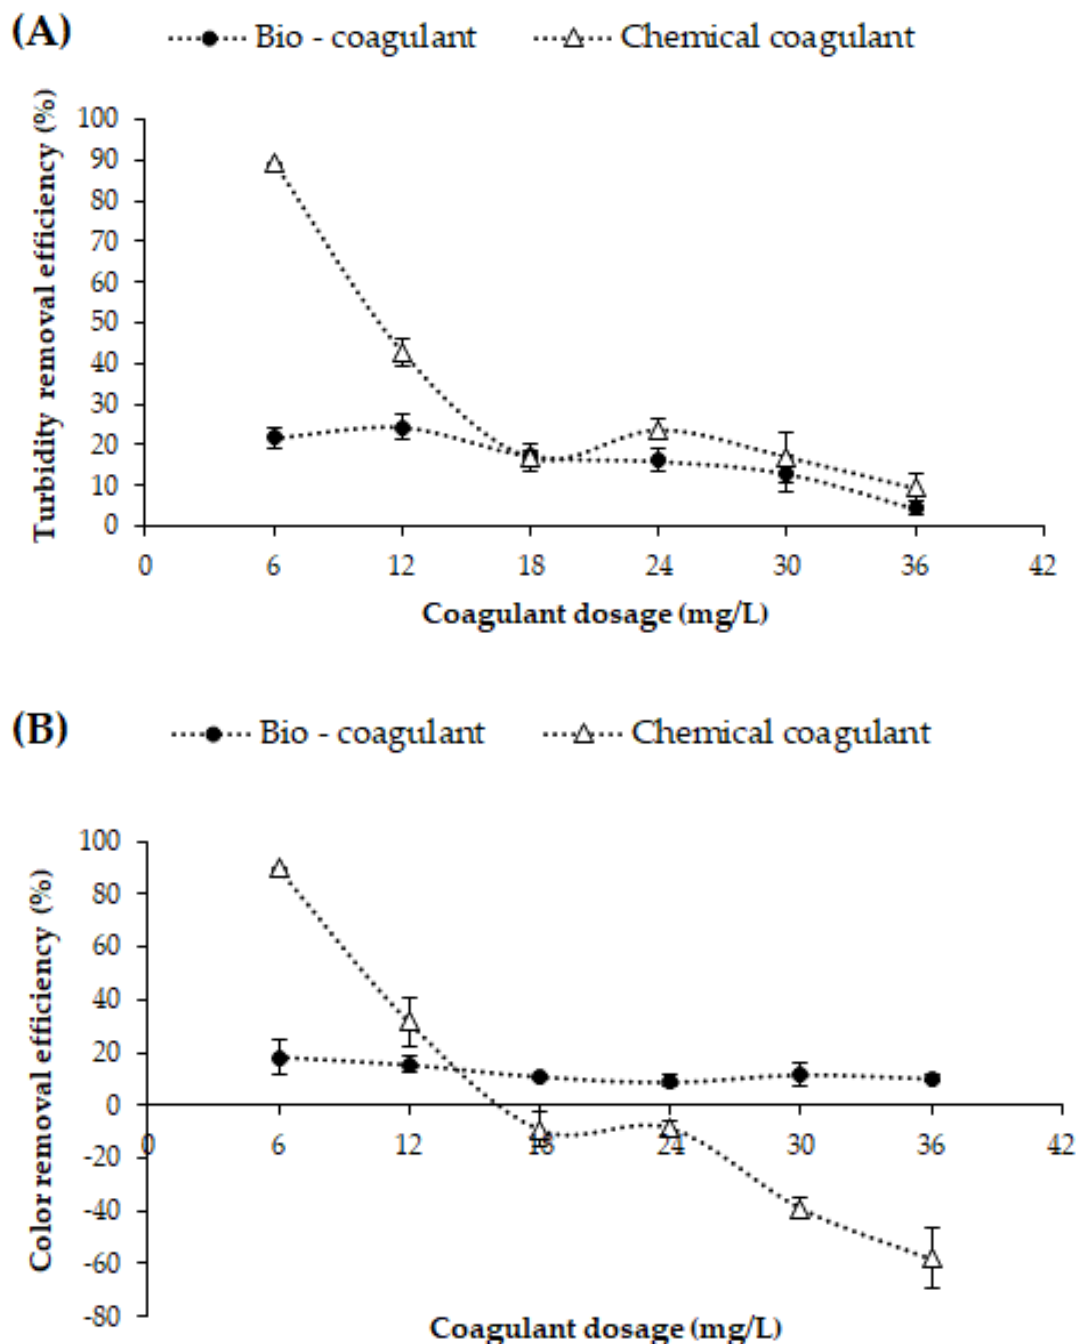 (A)
Bio - coagulant
Chemical coagulant
Turbidity removal efficiency (%)
100
90
80
70
60
50
40
30
20
10
0
0 6 12 18 24 30 36 42
Coagulant dosage (mg/L)
(B)
Bio - coagulant
Chemical coagulant
Color removal efficiency (%)
100
80
60
40
20
0
-20
-40
-60
-80
0 6 12 18 24 30 36 42
Coagulant dosage (mg/L)